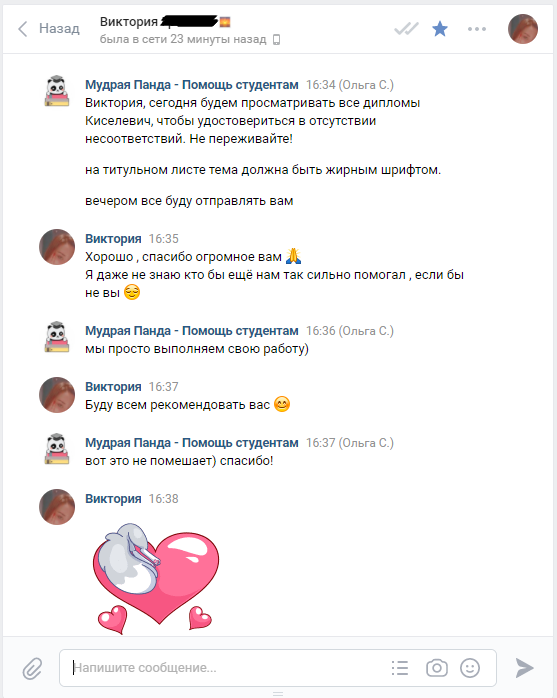 Назад
Виктория
была в сети 23 минуты назад
Мудрая Панда - Помощь студентам 16:34 (Ольга С.)
Виктория, сегодня будем просматривать все дипломы
Киселевич, чтобы удостовериться в отсутствии
несоответствий. Не переживайте!
на титульном листе тема должна быть жирным шрифтом.
вечером все буду отправлять вам
Виктория 16:35
Хорошо , спасибо огромное вам 🙏
Я даже не знаю кто бы ещё нам так сильно помогал , если бы
не вы 😌
Мудрая Панда - Помощь студентам 16:36 (Ольга С.)
мы просто выполняем свою работу)
Виктория 16:37
Буду всем рекомендовать вас 😊
Мудрая Панда - Помощь студентам 16:37 (Ольга С.)
вот это не помешает) спасибо!
Виктория 16:38
Напишите сообщение...